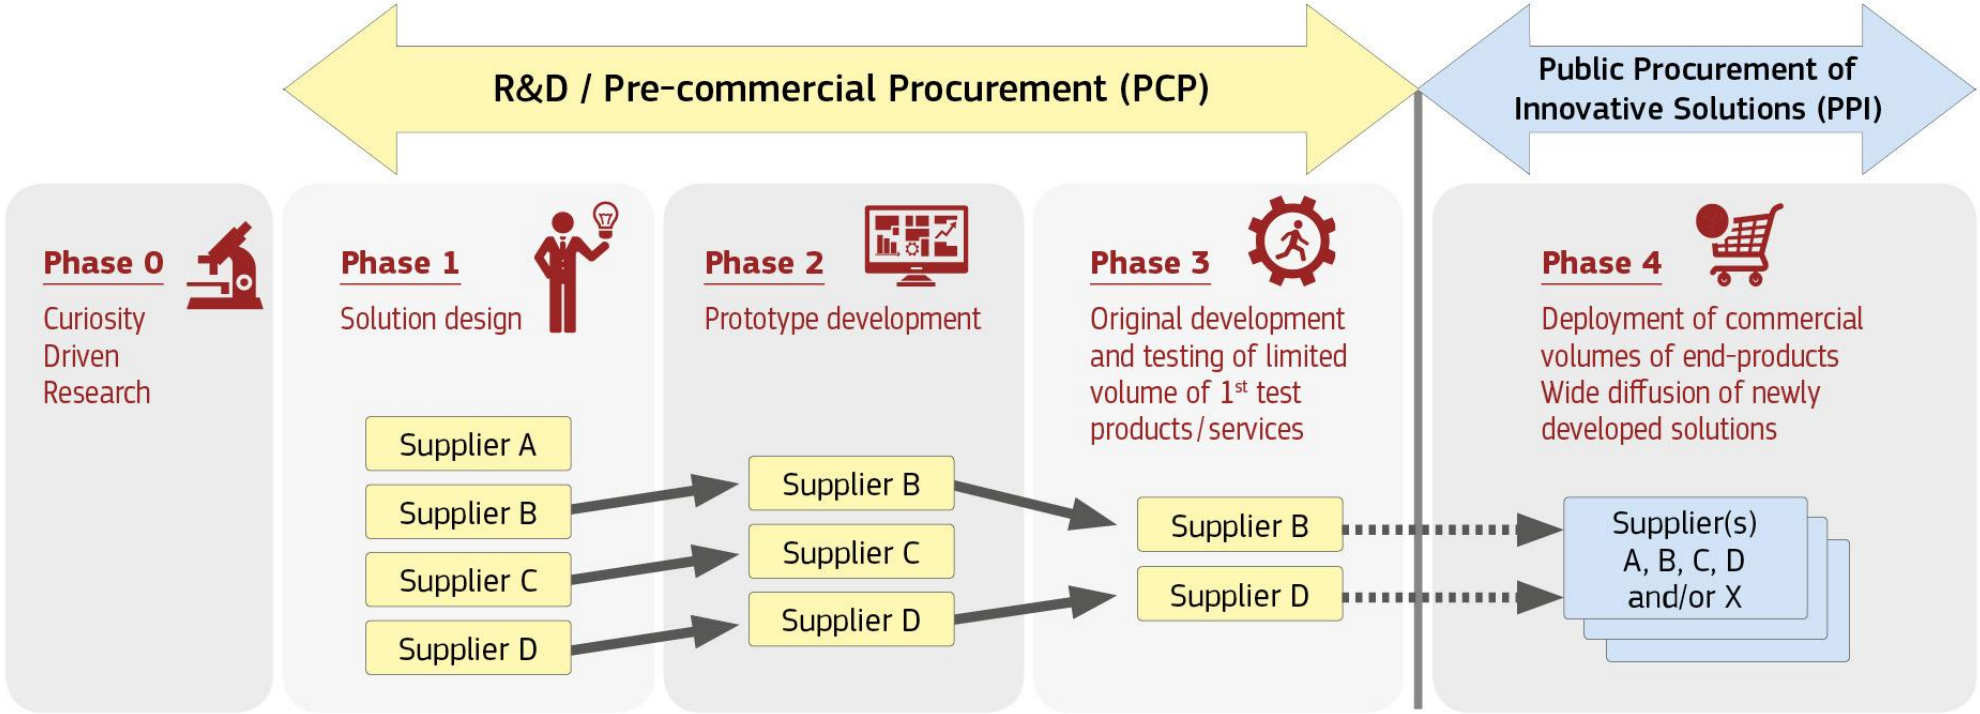 R&D / Pre-commercial Procurement (PCP)
Public Procurement of
Innovative Solutions (PPI)
Phase 0
Curiosity
Driven
Research
Phase 1
Solution design
Supplier A
Supplier B
Supplier C
Supplier D
Phase 2
Prototype development
Supplier B
Supplier C
Supplier D
Phase 3
Original development
and testing of limited
volume of 1st test
products/services
Supplier B
Supplier D
Phase 4
Deployment of commercial
volumes of end-products
Wide diffusion of newly
developed solutions
Supplier(s)
A, B, C, D
and/or X